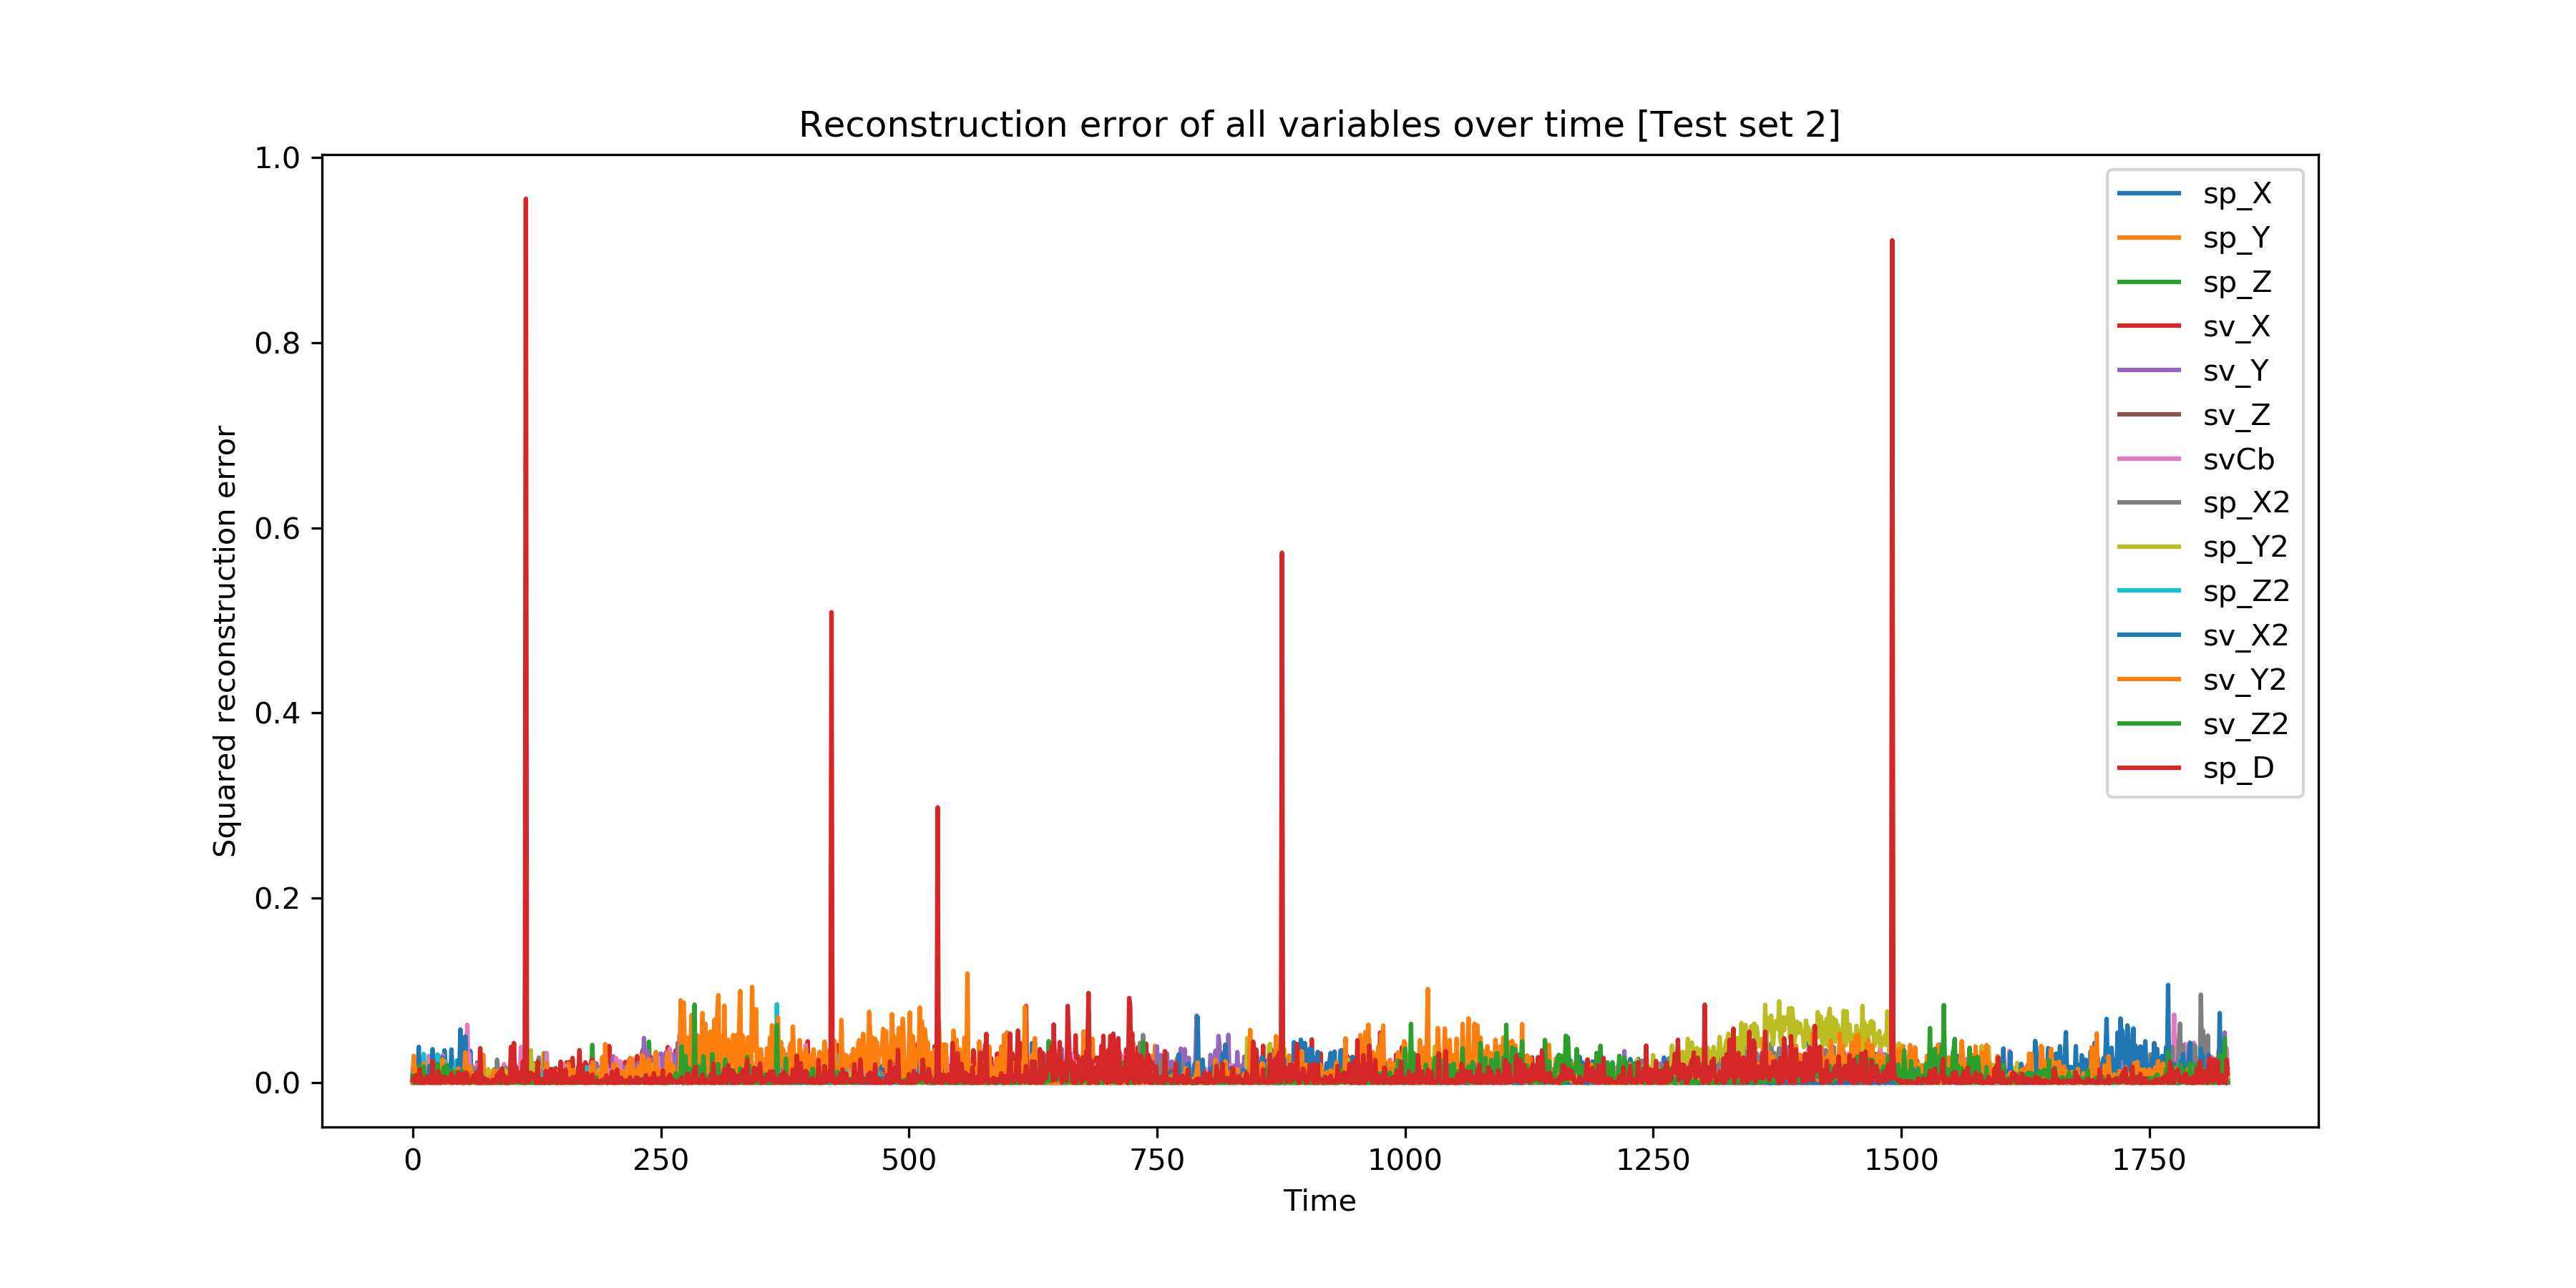 Reconstruction error of all variables over time [Test set 2]
1.0
0.8
0.6
0.4
0.2
0.0
Squared reconstruction error
0 250 500 750 1000 1250 1500 1750
Time
sp_X
sp_Y
sp_Z
sv_X
sv_Y
sv_Z
svCb
sp_X2
sp_Y2
sp_Z2
sv_X2
sv_Y2
sv_Z2
sp_D